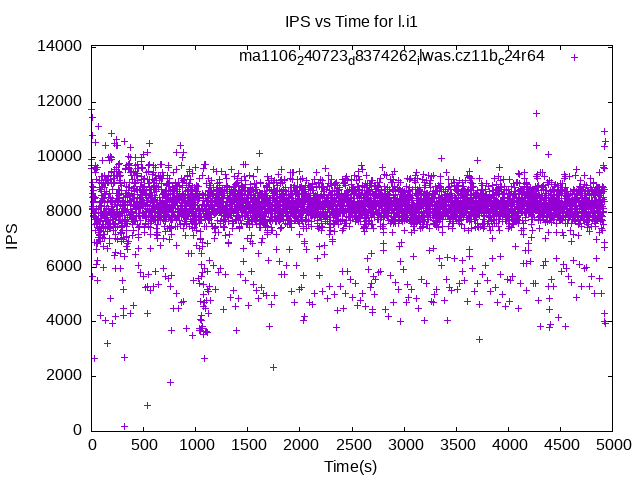 IPS vs Time for l.i1
ma1106240723d8374262ilwas.cz11bc24r64
14000
12000
10000
8000
6000
4000
2000
0
IPS
0 500 1000 1500 2000 2500 3000 3500 4000 4500 5000
Time(s)